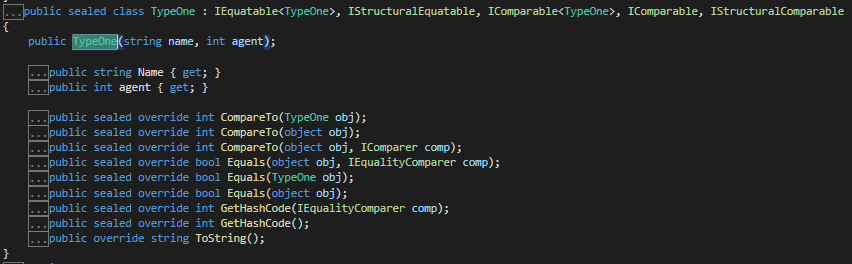 ...public sealed class TypeOne : IEquatable<TypeOne>, IStructuralEquatable, IComparable<TypeOne>, IComparable, IStructuralComparable
{
public TypeOne(string name, int agent);
...public string Name { get; }
...public int agent { get; }
...public sealed override int CompareTo(TypeOne obj);
...public sealed override int CompareTo(object obj);
...public sealed override int CompareTo(object obj, IComparer comp);
...public sealed override bool Equals(object obj, IEqualityComparer comp);
...public sealed override bool Equals(TypeOne obj);
...public sealed override bool Equals(object obj);
...public sealed override int GetHashCode(IEqualityComparer comp);
...public sealed override int GetHashCode();
...public override string ToString();
}